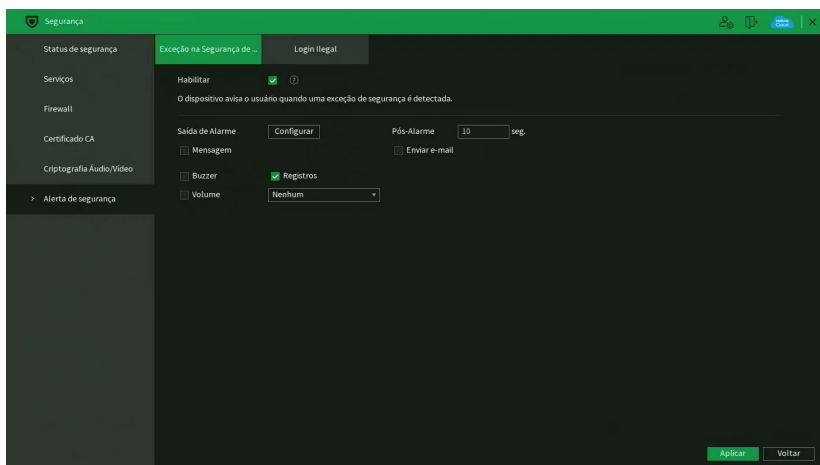 Segurança
Status de segurança
Serviços
Firewall
Certificado CA
Criptografia Áudio/Vídeo
> Alerta de segurança
Exceção na Segurança de ...
Login Ilegal
Habilitar
O dispositivo avisa o usuário quando uma exceção de segurança é detectada.
Saída de Alarme Configurar Pós-Alarme 10 seg.
Mensagem Enviar e-mail
Buzzer Registros
Volume Nenhum
Aplicar Voltar